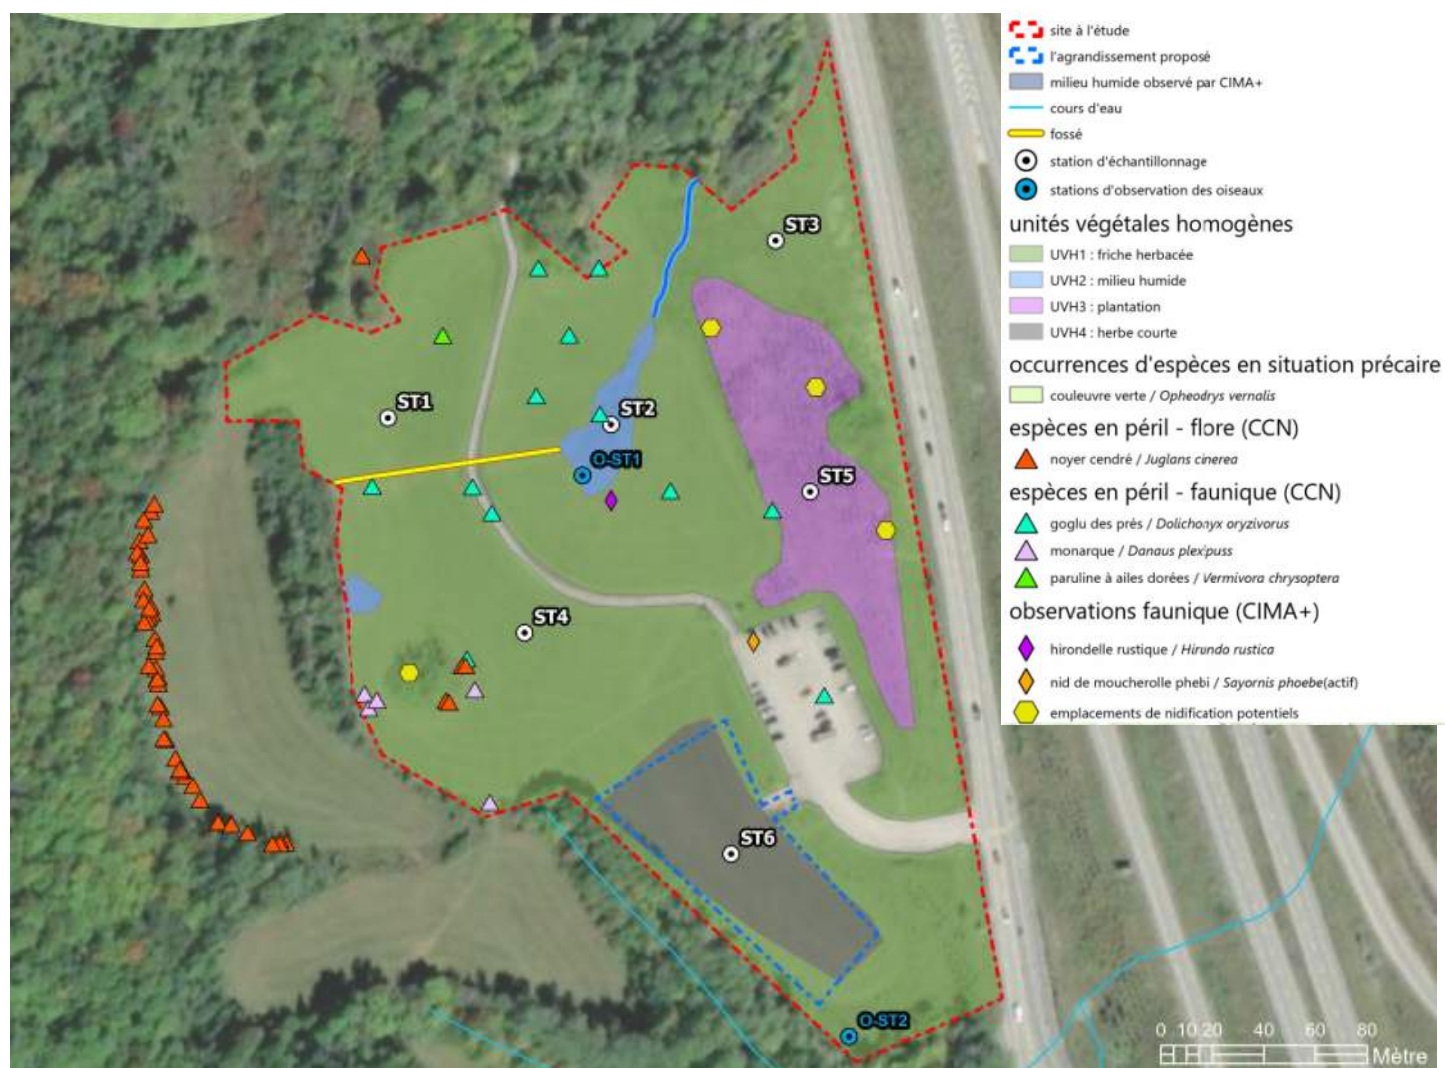 site à l'étude
l'agrandissement proposé
milieu humide observé par CIMA+
cours d'eau
fossé
station d'échantillonnage
stations d'observation des oiseaux
unités végétales homogènes
UVH1 : friche herbacée
UVH2 : milieu humide
UVH3 : plantation
UVH4 : herbe courte
occurrences d'espèces en situation précaire
couleuvre verte / Opheodrys vernalis
espèces en péril - flore (CCN)
noyer cendré / Juglans cinerea
espèces en péril - faunique (CCN)
goglu des prés / Dolichonyx oryzivorus
monarque / Danaus plexipuss
paruline à ailes dorées / Vermivora chrysoptera
observations faunique (CIMA+)
hirondelle rustique / Hirundo rustica
nid de moucherolle phebi / Sayornis phoebe(actif)
emplacements de nidification potentiels
ST3
ST1
ST2
O-ST1
ST5
ST4
ST6
O-ST2
0 10 20 40 60 80
Mètre